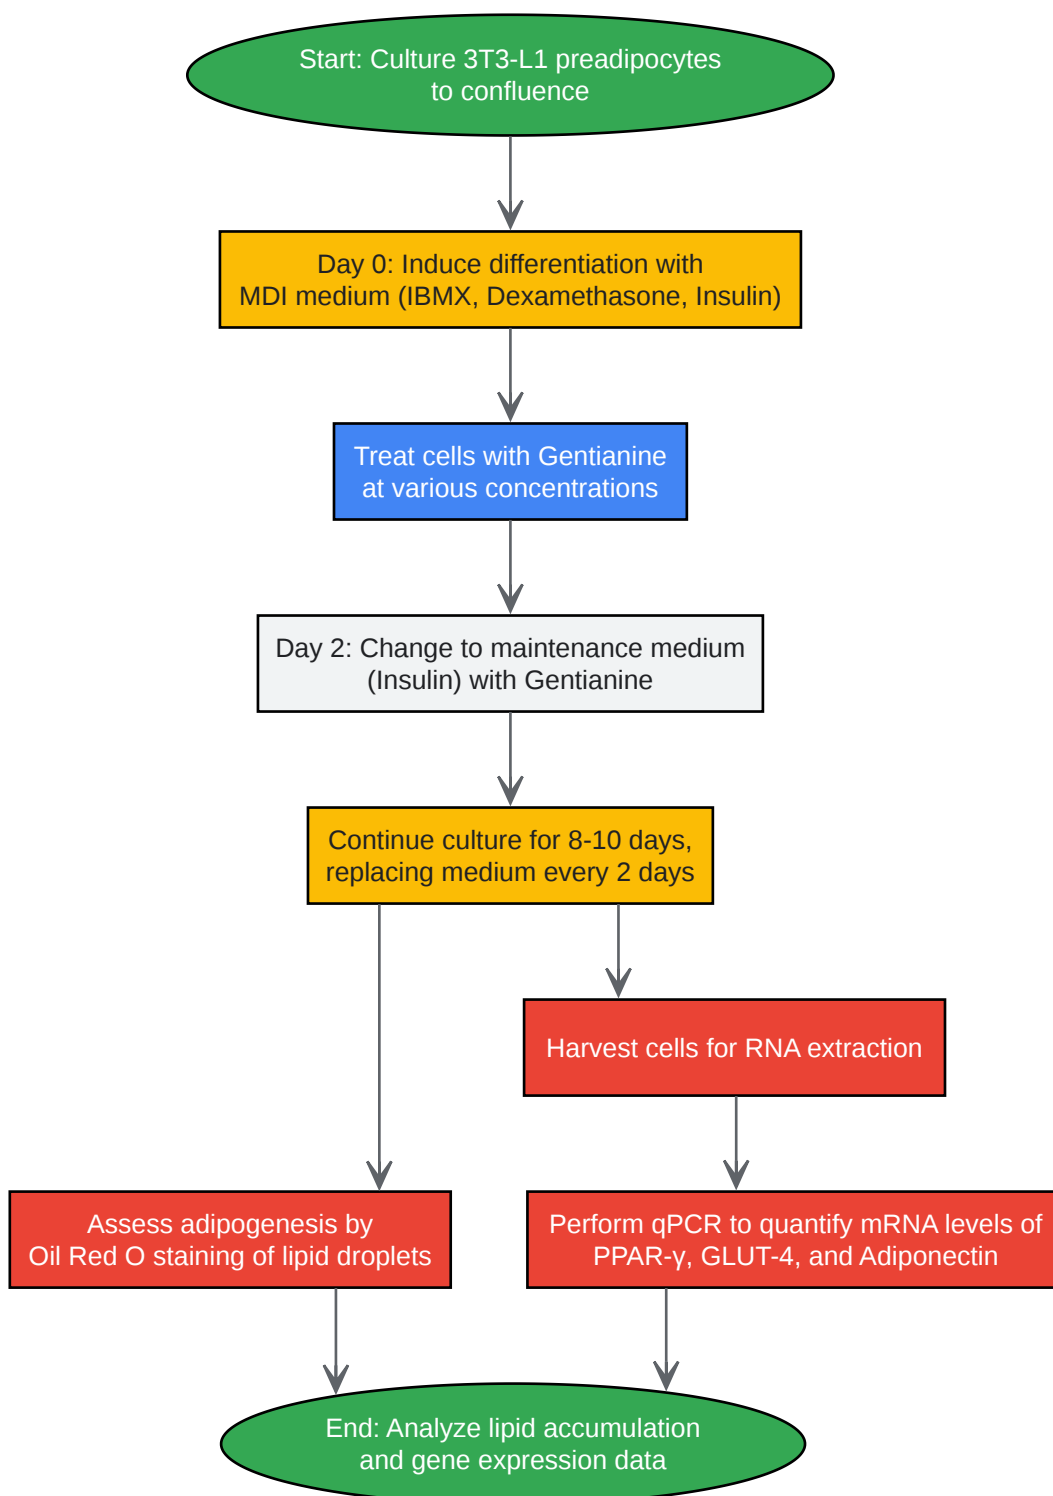 Start: Culture 3T3-L1 preadipocytes
to confluence
Day 0: Induce differentiation with
MDI medium (IBMX, Dexamethasone, Insulin)
Treat cells with Gentianine
at various concentrations
Day 2: Change to maintenance medium
(Insulin) with Gentianine
Continue culture for 8-10 days,
replacing medium every 2 days
Harvest cells for RNA extraction
Assess adipogenesis by
Oil Red O staining of lipid droplets
Perform qPCR to quantify mRNA levels of
PPAR-γ, GLUT-4, and Adiponectin
End: Analyze lipid accumulation
and gene expression data